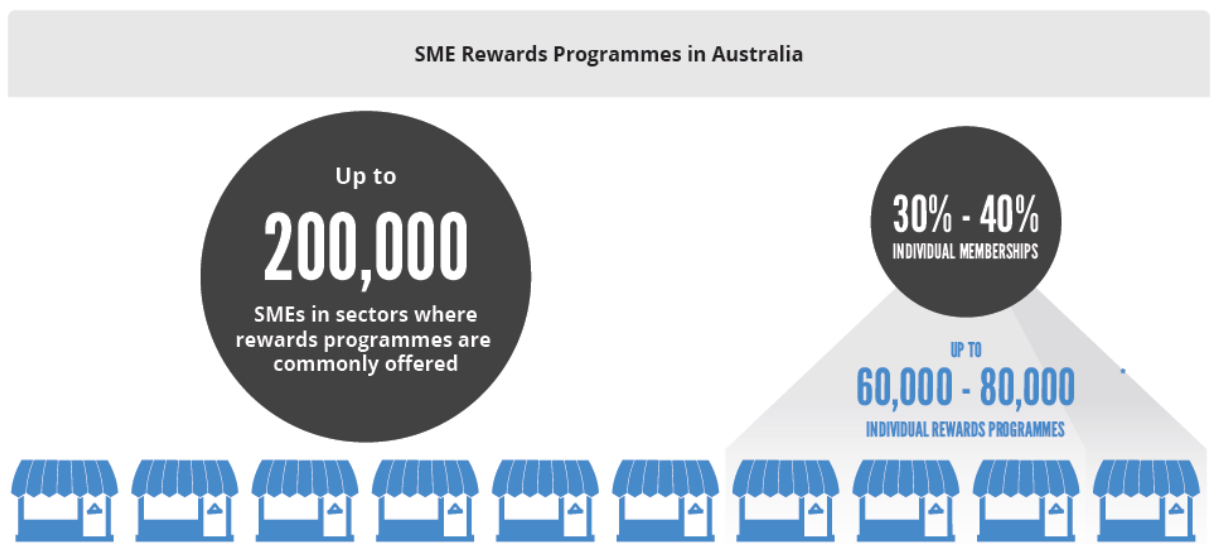 SME Rewards Programmes in Australia
Up to
200,000
SMEs in sectors where
rewards programmes are
commonly offered
30% - 40%
INDIVIDUAL MEMBERSHIPS
UP TO
60,000 - 80,000
INDIVIDUAL REWARDS PROGRAMMES